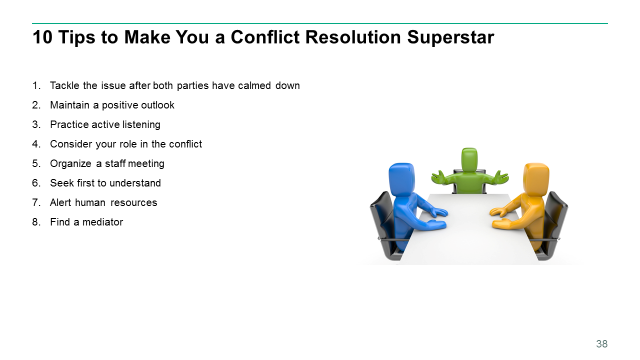 10 Tips to Make You a Conflict Resolution Superstar
1. Tackle the issue after both parties have calmed down
2. Maintain a positive outlook
3. Practice active listening
4. Consider your role in the conflict
5. Organize a staff meeting
6. Seek first to understand
7. Alert human resources
8. Find a mediator
38